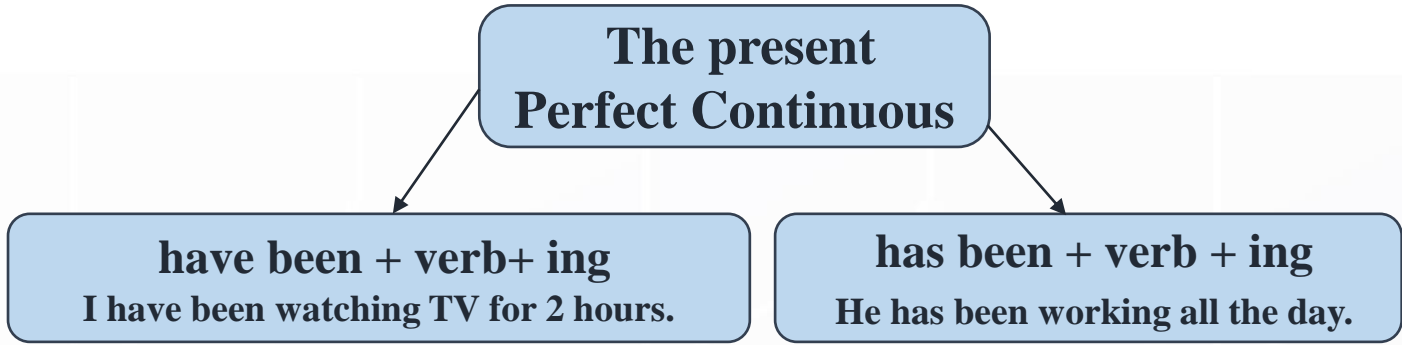 The present
Perfect Continuous
have been + verb+ ing
I have been watching TV for 2 hours.
has been + verb + ing
He has been working all the day.